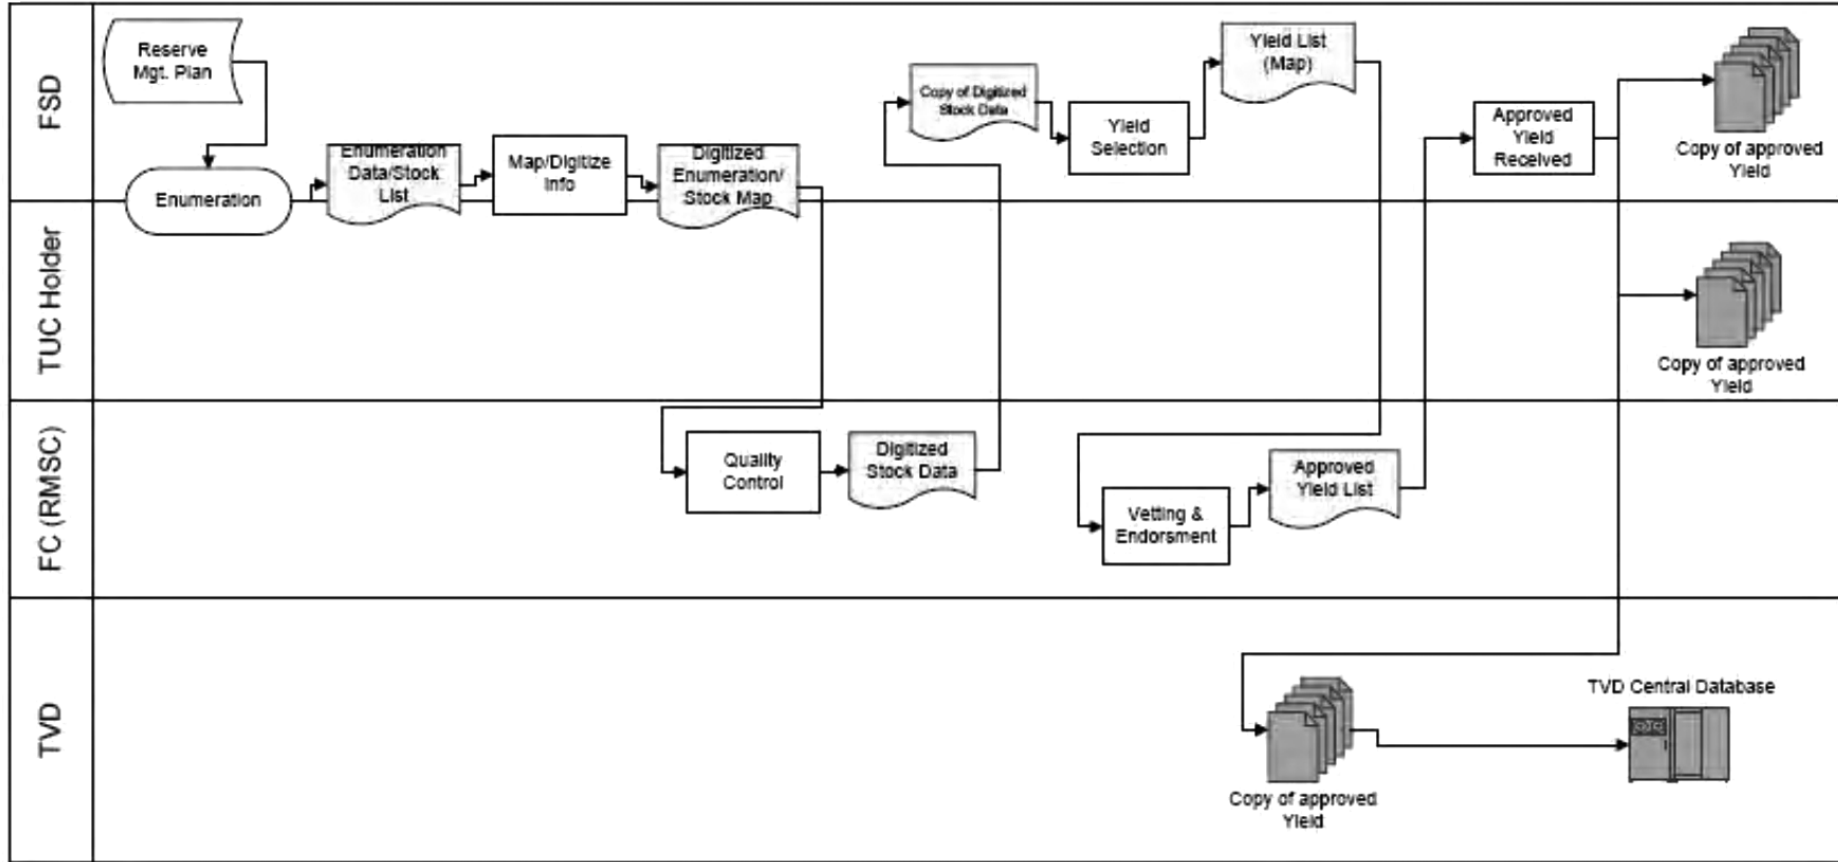 FSD
Reserve
Mgt. Plan
Enumeration
Enumeration
Data/Stock
List
Map/Digitize
Info
Digitized
Enumeration/
Stock Map
Copy of Digitized
Stock Data
Yield
Selection
Yield List
(Map)
Approved
Yield
Received
Copy of approved
Yield
TUC Holder
Copy of approved
Yield
FC (RMSC)
Quality
Control
Digitized
Stock Data
Vetting &
Endorsment
Approved
Yield List
TVD
Copy of approved
Yield
TVD Central Database